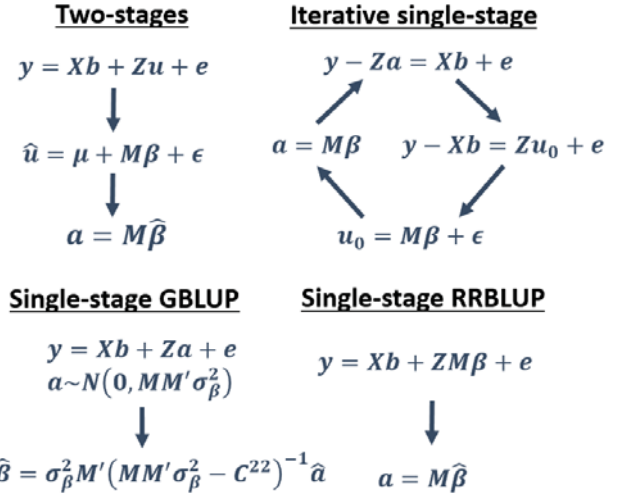 Two-stages
y = Xb + Zu + e
û = μ + Mβ + ϵ
a = Mβ̂
Iterative single-stage
y − Za = Xb + e
a = Mβ
y − Xb = Zu₀ + e
u₀ = Mβ + ϵ
Single-stage GBLUP
y = Xb + Za + e
a~N(0, MM′σ²ᵦ)
β̂ = σ²ᵦM′(MM′σ²ᵦ − C²²)⁻¹â
Single-stage RRBLUP
y = Xb + ZMβ + e
a = Mβ̂